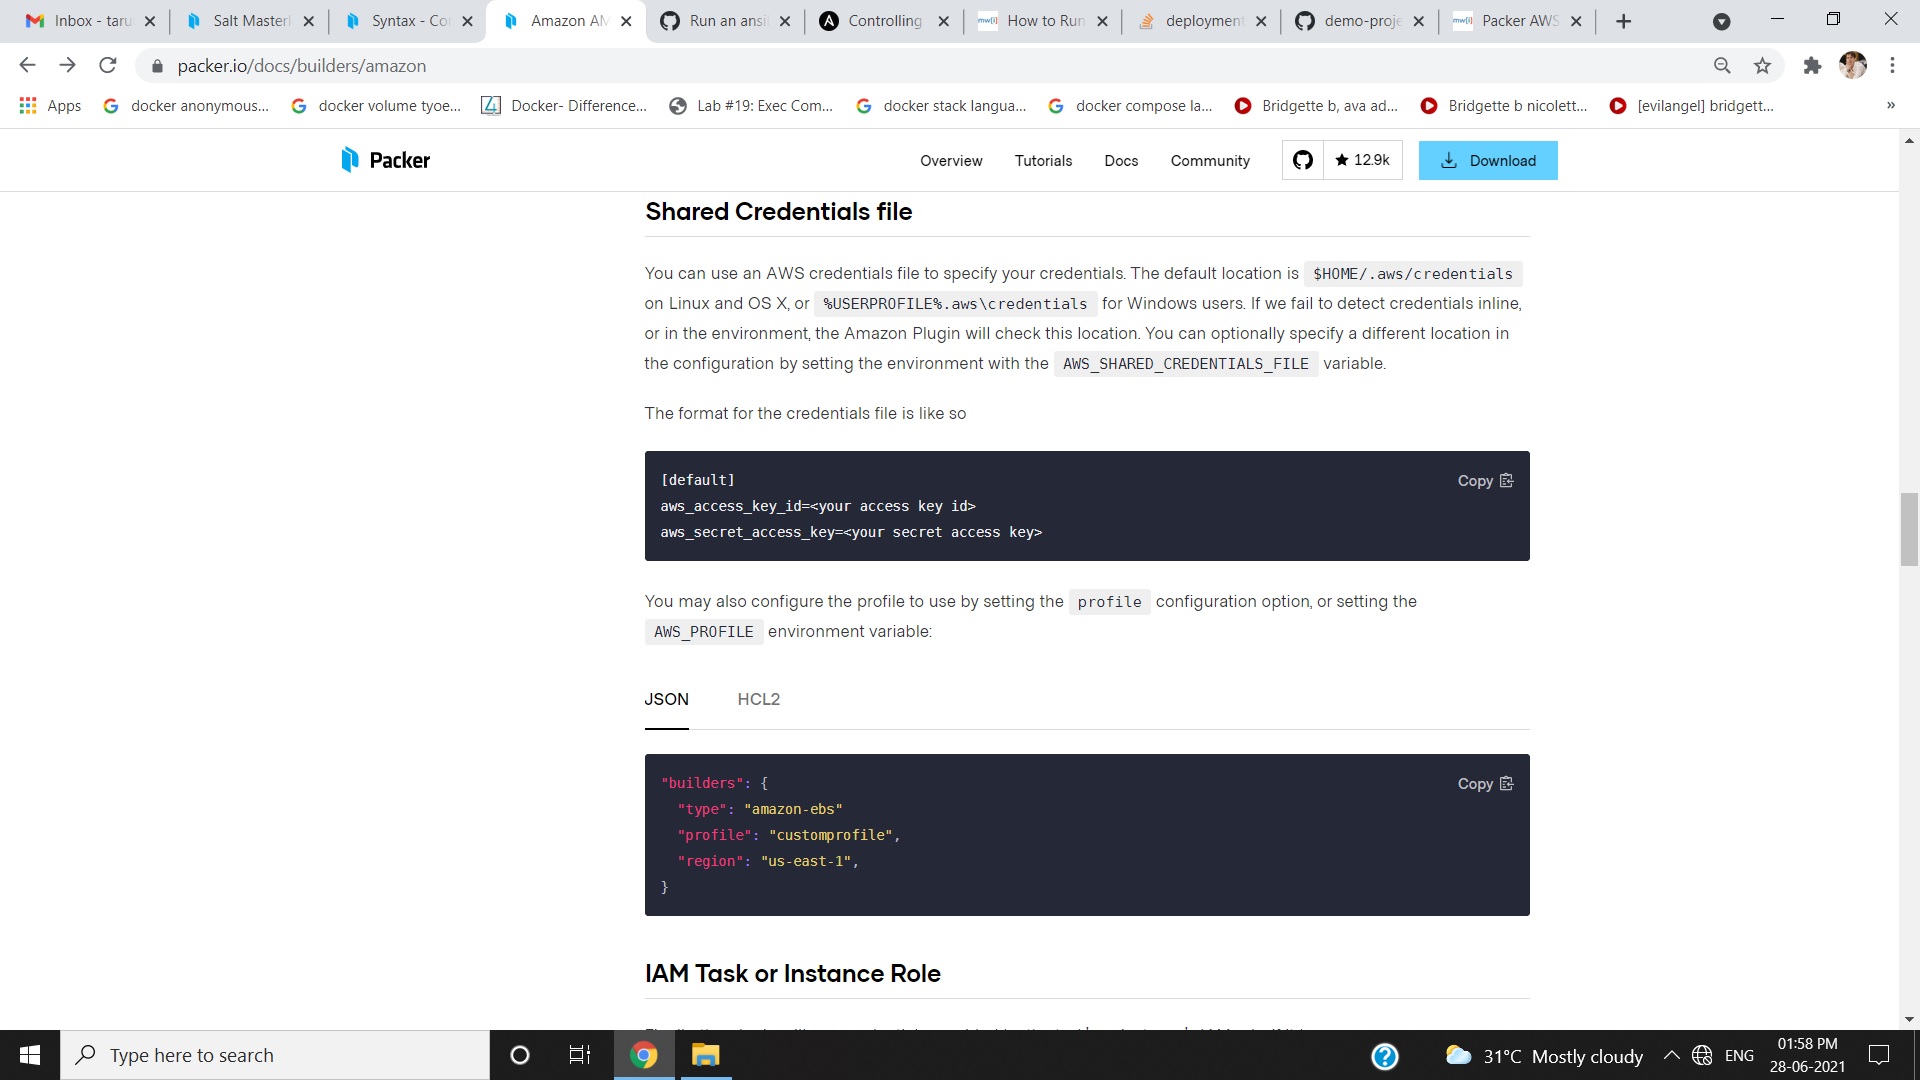 Inbox - taru
Salt Master
Syntax - Co
Amazon AM
Run an ansi
Controlling
How to Run
deployment
demo-proje
Packer AWS
packer.io/docs/builders/amazon
Apps
docker anonymous...
docker volume tyoe...
Docker- Difference...
Lab #19: Exec Com...
docker stack langua...
docker compose la...
Bridgette b, ava ad...
Bridgette b nicolett...
[evilangel] bridgett...
»
Packer
Overview
Tutorials
Docs
Community
12.9k
Download
Shared Credentials file
You can use an AWS credentials file to specify your credentials. The default location is $HOME/.aws/credentials
on Linux and OS X, or %USERPROFILE%.aws\credentials for Windows users. If we fail to detect credentials inline,
or in the environment, the Amazon Plugin will check this location. You can optionally specify a different location in
the configuration by setting the environment with the AWS_SHARED_CREDENTIALS_FILE variable.
The format for the credentials file is like so
[default]
Copy
aws_access_key_id=<your access key id>
aws_secret_access_key=<your secret access key>
You may also configure the profile to use by setting the profile configuration option, or setting the
AWS_PROFILE environment variable:
JSON
HCL2
"builders": {
Copy
"type": "amazon-ebs"
"profile": "customprofile",
"region": "us-east-1",
}
IAM Task or Instance Role
Type here to search
31°C Mostly cloudy
ENG
01:58 PM
28-06-2021